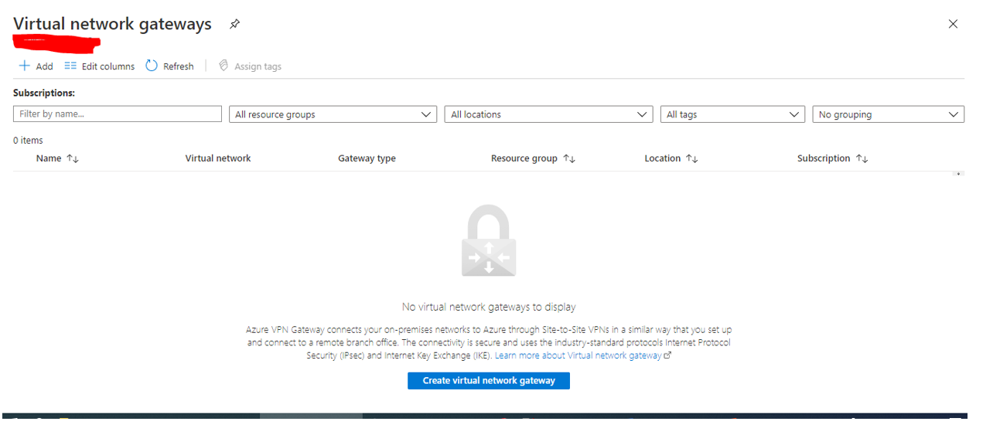 Virtual network gateways
Add Edit columns Refresh Assign tags
Subscriptions:
Filter by name... All resource groups All locations All tags No grouping
0 items
Name Virtual network Gateway type Resource group Location Subscription
No virtual network gateways to display
Azure VPN Gateway connects your on-premises networks to Azure through Site-to-Site VPNs in a similar way that you set up
and connect to a remote branch office. The connectivity is secure and uses the industry-standard protocols Internet Protocol
Security (IPsec) and Internet Key Exchange (IKE). Learn more about Virtual network gateway
Create virtual network gateway